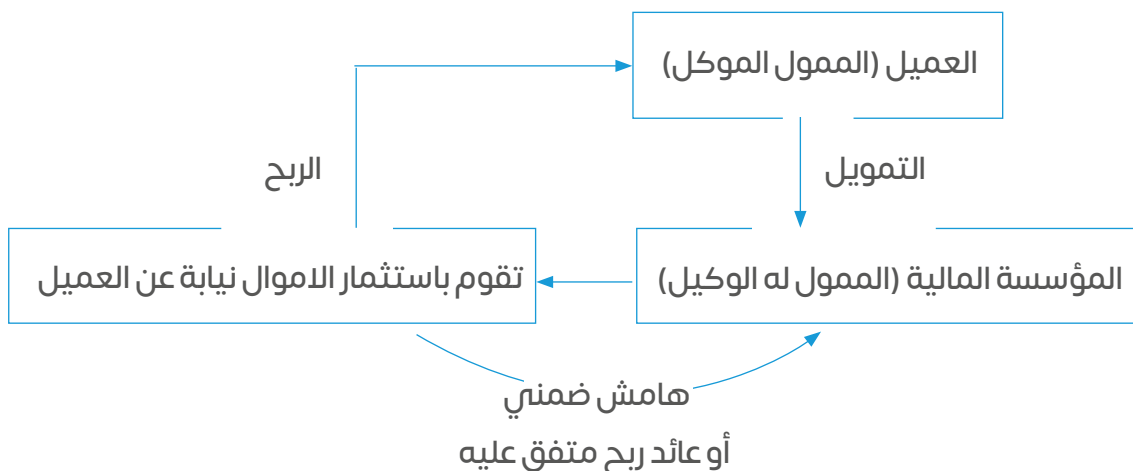 العميل (الممول الموكل)
التمويل
الربح
المؤسسة المالية (الممول له الوكيل)
تقوم باستثمار الاموال نيابة عن العميل
هامش ضمني
أو عائد ربح متفق عليه